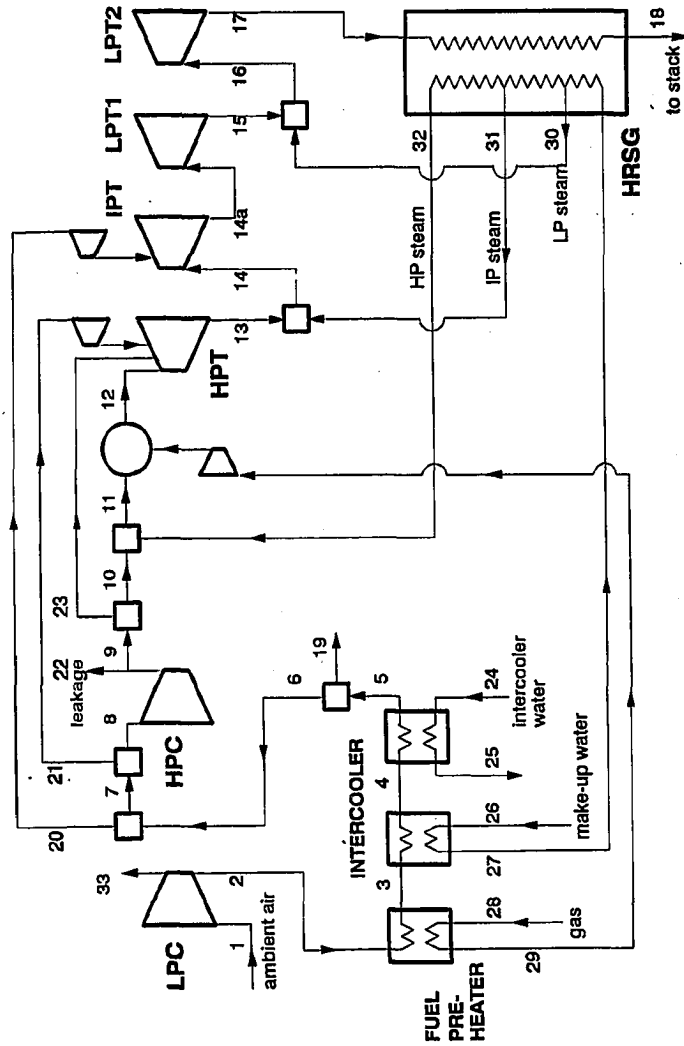 LPT2
17
16
LPT1
15
IPT
14a
14
HPT
13
12
11
10
23
9
22
leakage
8
HPC
21
7
20
33
LPC
2
1
ambient air
18
to stack
HRSG
32
31
30
HP steam
IP steam
LP steam
19
6
5
24
intercooler
water
25
INTERCOOLER
4
26
make-up water
27
3
28
gas
29
FUEL
PRE-
HEATER